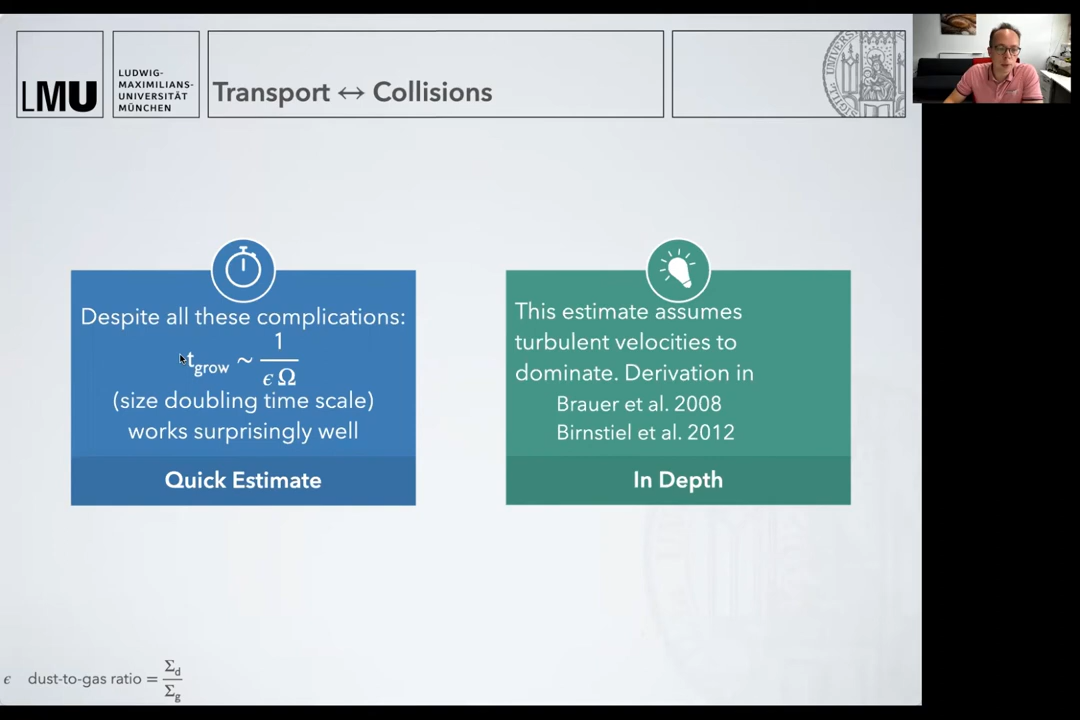 LMU
LUDWIG-
MAXIMILIANS-
UNIVERSITÄT
MÜNCHEN
Transport ↔ Collisions
Despite all these complications:
t_grow ~ 1 / (ϵ Ω)
(size doubling time scale)
works surprisingly well
Quick Estimate
This estimate assumes
turbulent velocities to
dominate. Derivation in
Brauer et al. 2008
Birnstiel et al. 2012
In Depth
ϵ dust-to-gas ratio = Σ_d / Σ_g